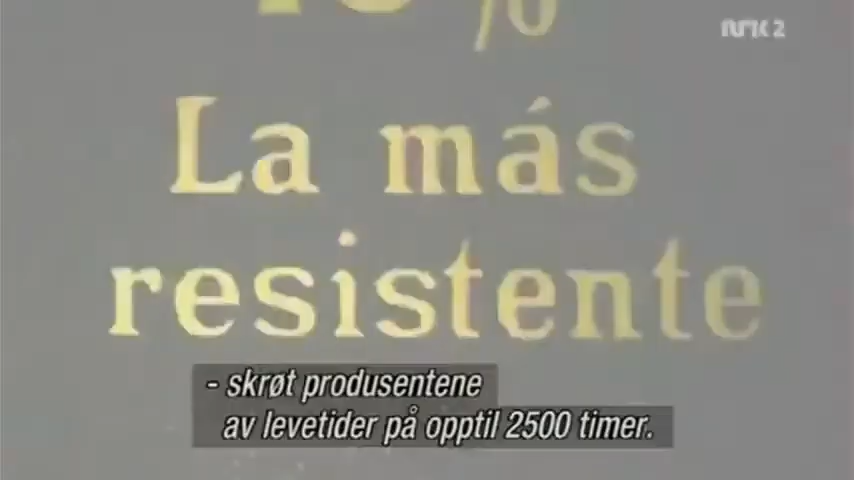 NRK 2
La más
resistente
- skrøt produsentene
av levetider på opptil 2500 timer.